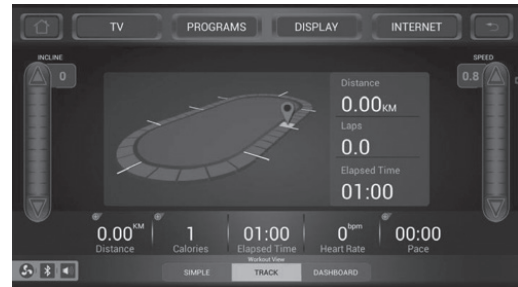 TV PROGRAMS DISPLAY INTERNET
INCLINE SPEED
0 0.8
Distance
0.00KM
Laps
0.0
Elapsed Time
01:00
0.00KM 1 01:00 0bpm 00:00
Distance Calories Elapsed Time Heart Rate Pace
Workout View
SIMPLE TRACK DASHBOARD